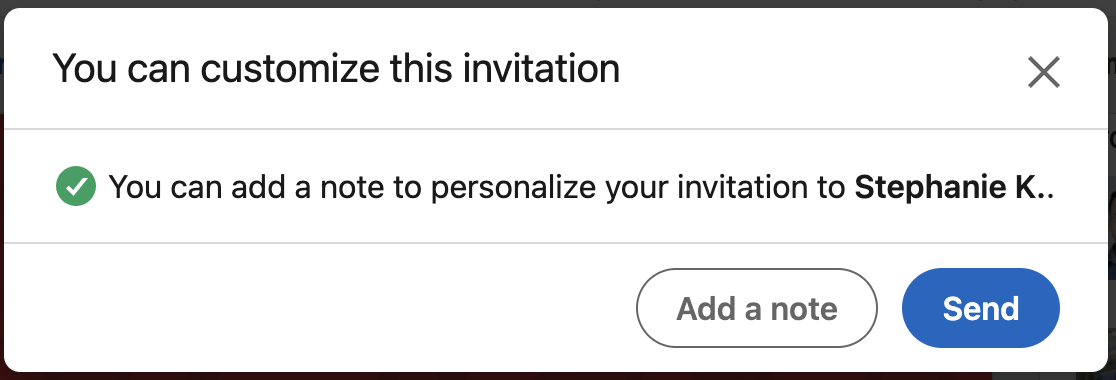 You can customize this invitation
You can add a note to personalize your invitation to Stephanie K..
Add a note
Send